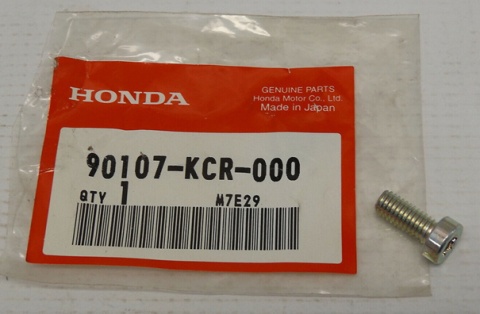 HONDA
GENUINE PARTS
Honda Motor Co., Ltd.
Made in Japan
90107-KCR-000
QTY 1 M7E29